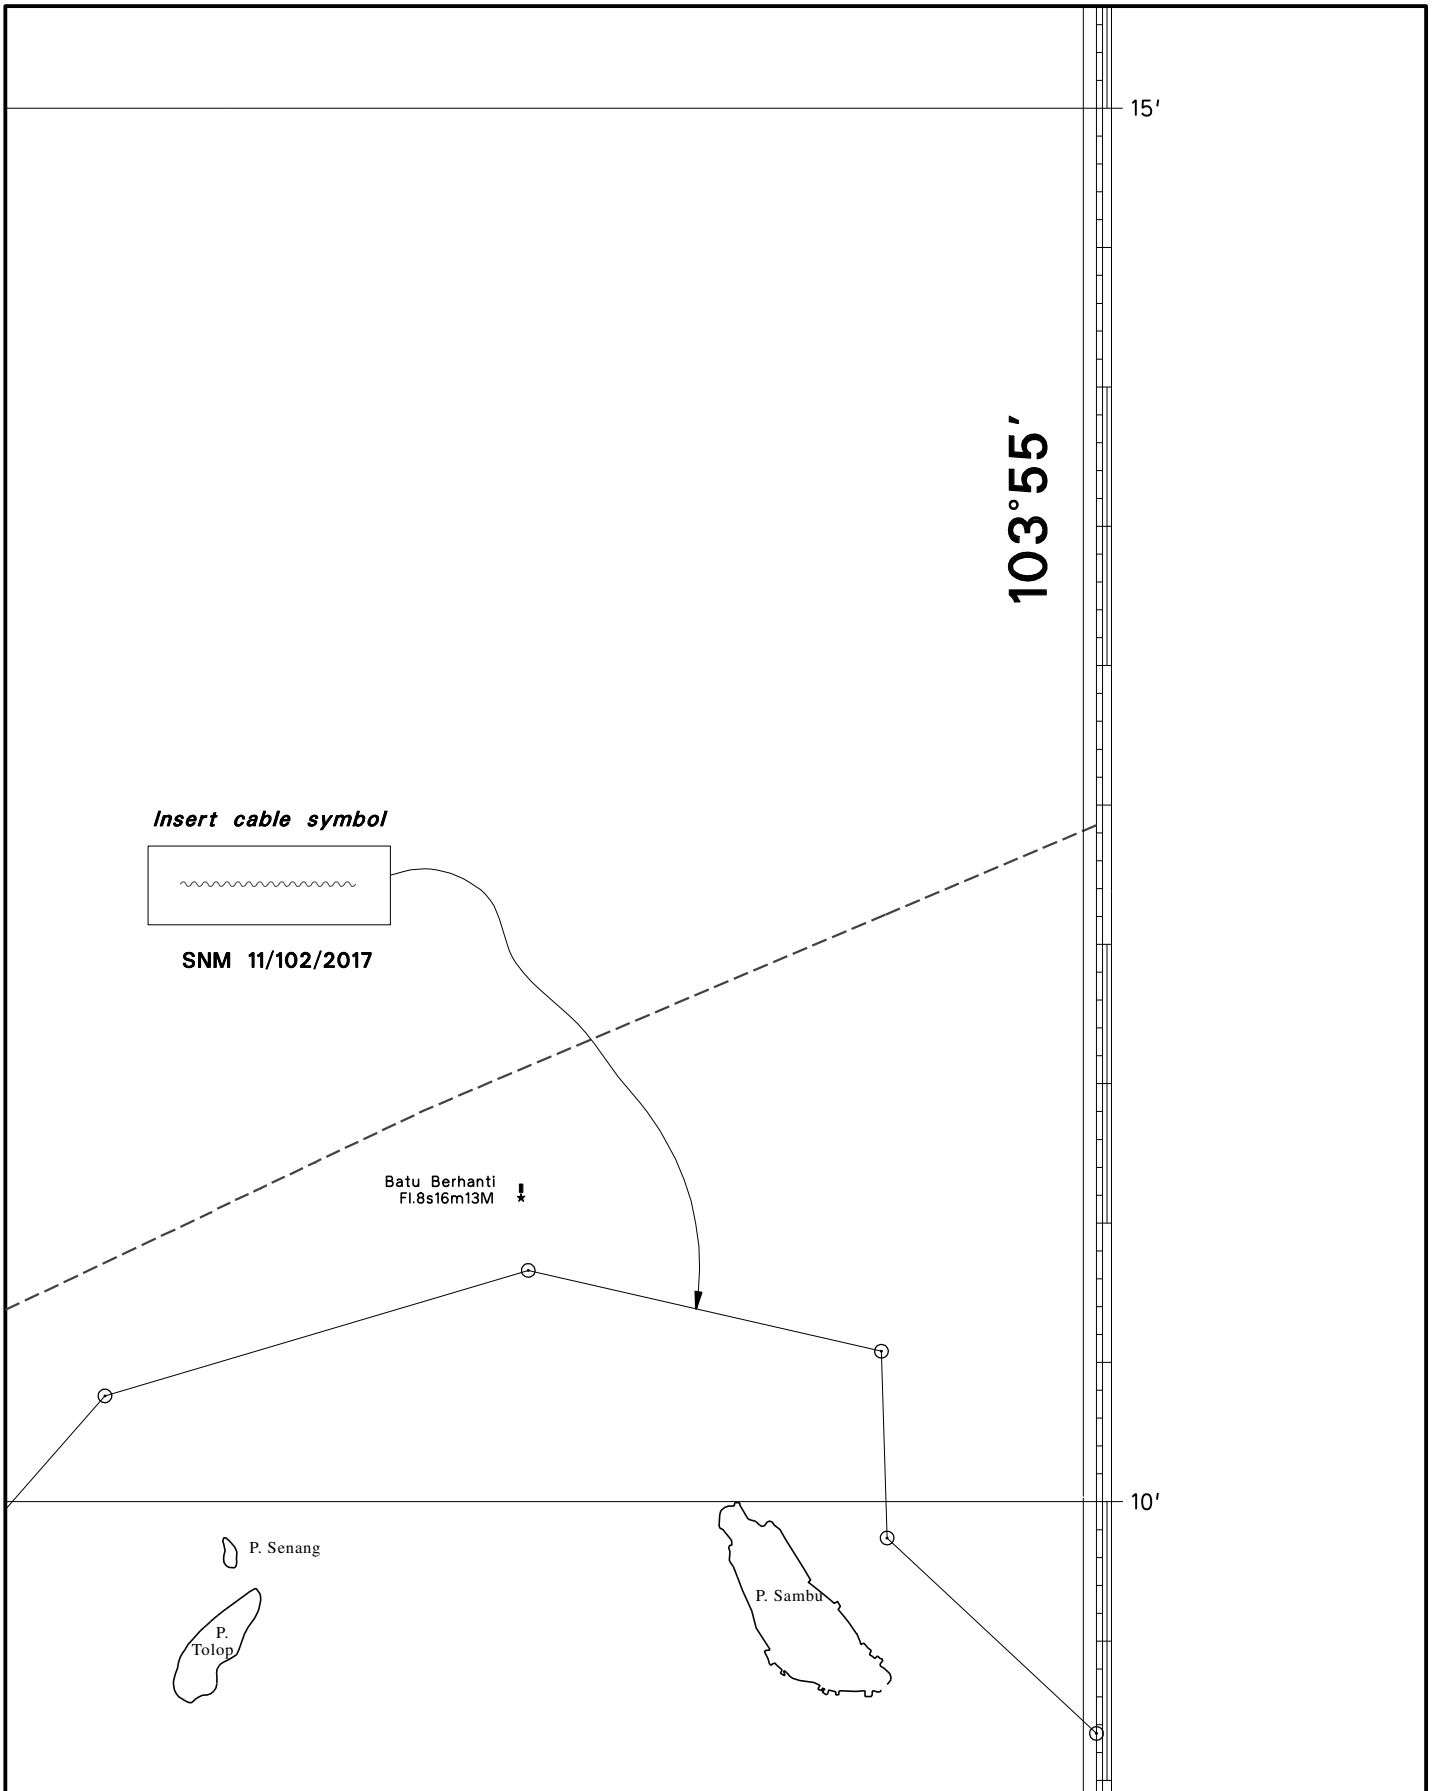 15'
103°55'
Insert cable symbol
SNM 11/102/2017
Batu Berhanti
Fl.8s16m13M
10'
P. Senang
P. Sambu
P.
Tolop